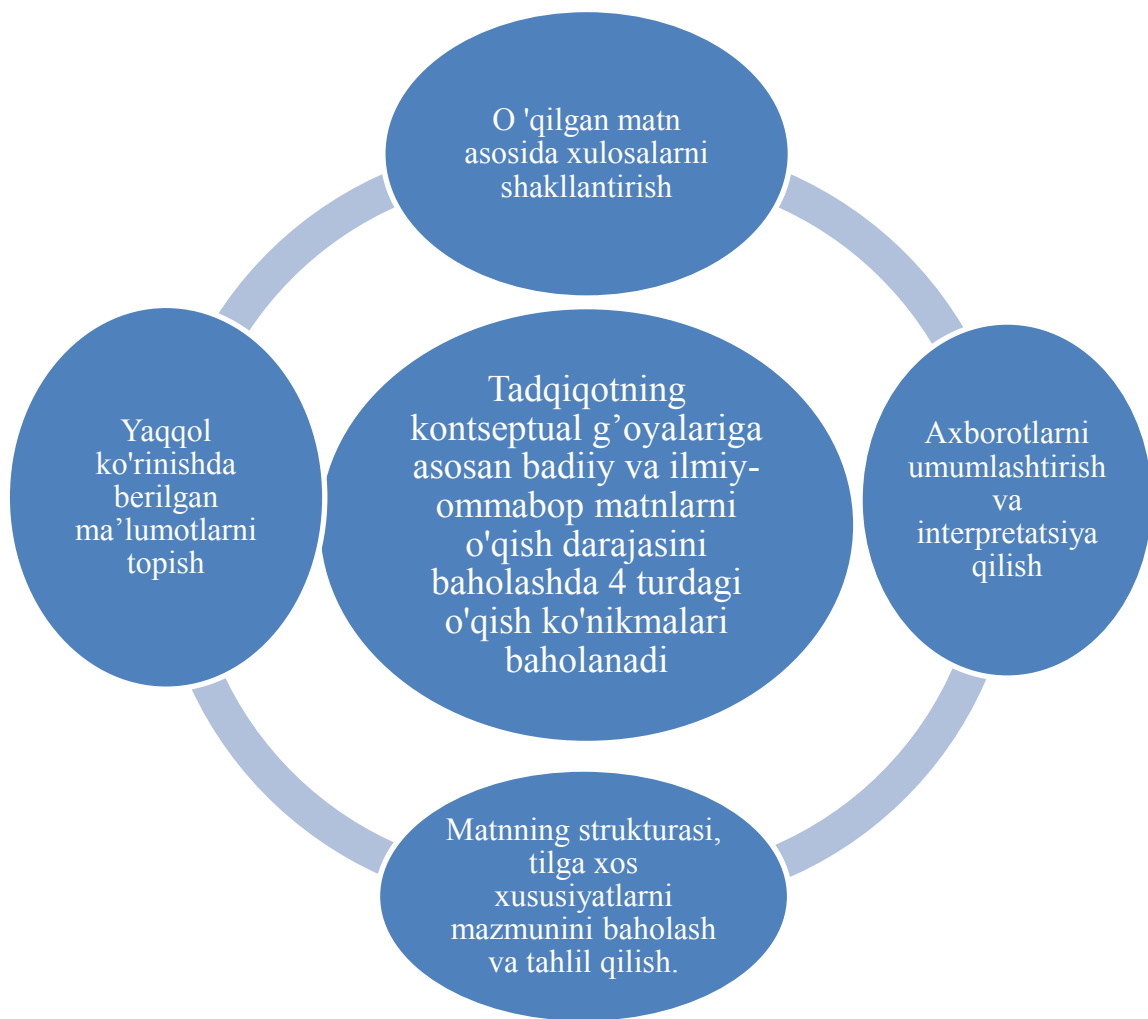 O 'qilgan matn
asosida xulosalarni
shakllantirish
Yaqqol
ko'rinishda
berilgan
ma’lumotlarni
topish
Tadqiqotning
kontseptual g’oyalariga
asosan badiiy va ilmiy-
ommabop matnlarni
o'qish darajasini
baholashda 4 turdagi
o'qish ko'nikmalari
baholanadi
Axborotlarni
umumlashtirish
va
interpretatsiya
qilish
Matnning strukturasi,
tilga xos
xususiyatlarni
mazmunini baholash
va tahlil qilish.